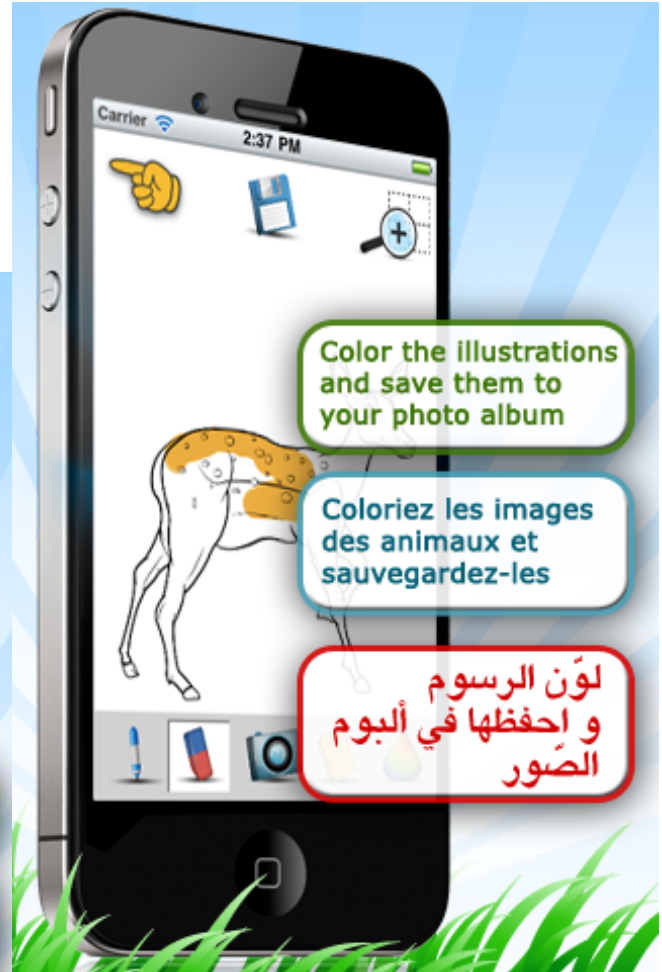 Carrier
2:37 PM
Color the illustrations
and save them to
your photo album
Coloriez les images
des animaux et
sauvegardez-les
لوّن الرسوم
و احفظها في ألبوم
الصّور